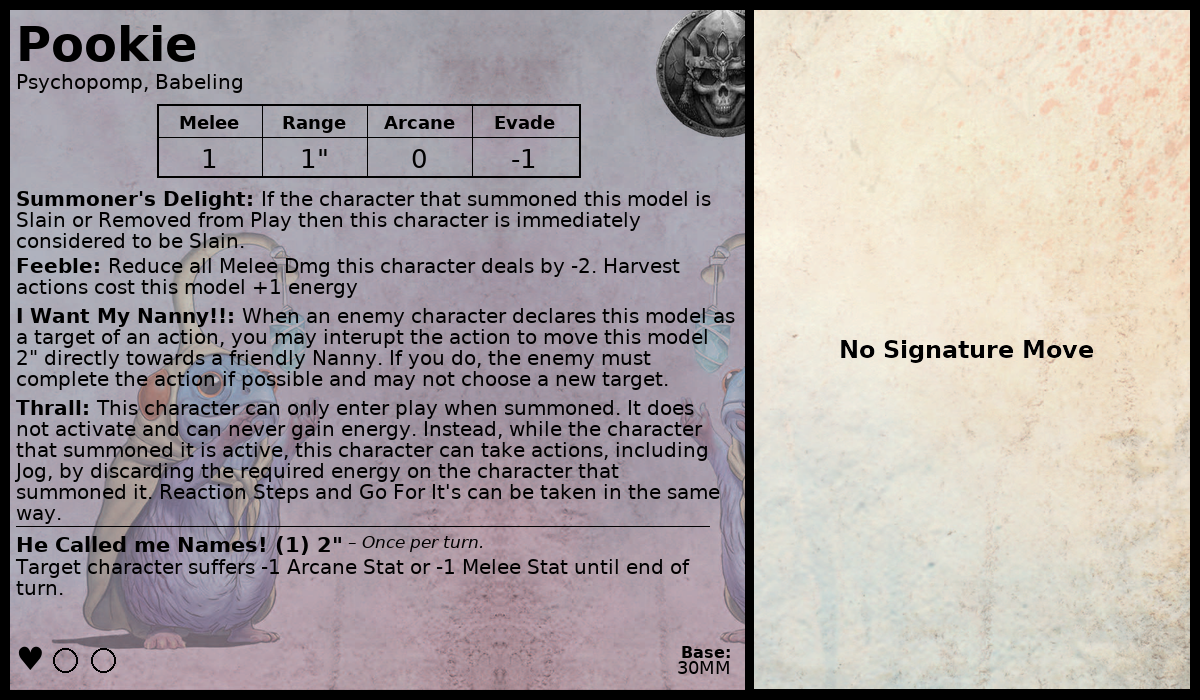 Pookie
Psychopomp, Babeling
Melee Range Arcane Evade
1 1" 0 -1
Summoner's Delight: If the character that summoned this model is
Slain or Removed from Play then this character is immediately
considered to be Slain.
Feeble: Reduce all Melee Dmg this character deals by -2. Harvest
actions cost this model +1 energy
I Want My Nanny!!: When an enemy character declares this model as
a target of an action, you may interupt the action to move this model
2" directly towards a friendly Nanny. If you do, the enemy must
complete the action if possible and may not choose a new target.
Thrall: This character can only enter play when summoned. It does
not activate and can never gain energy. Instead, while the character
that summoned it is active, this character can take actions, including
Jog, by discarding the required energy on the character that
summoned it. Reaction Steps and Go For It's can be taken in the same
way.
He Called me Names! (1) 2" – Once per turn.
Target character suffers -1 Arcane Stat or -1 Melee Stat until end of
turn.
Base:
30MM
No Signature Move